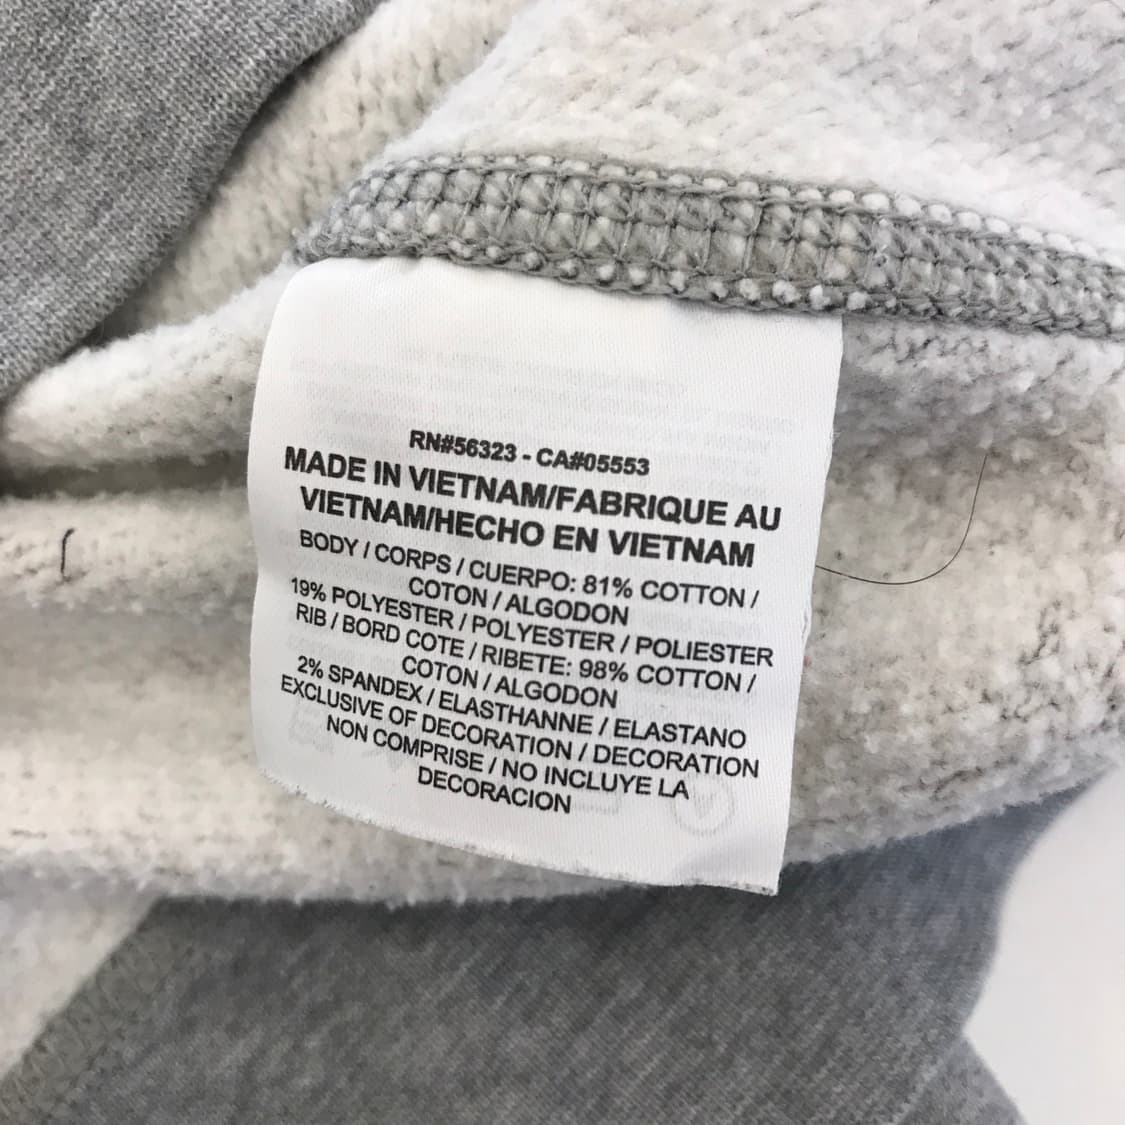 RN#56323 - CA#05553
MADE IN VIETNAM/FABRIQUE AU
VIETNAM/HECHO EN VIETNAM
BODY / CORPS / CUERPO: 81% COTTON /
COTON / ALGODON
19% POLYESTER / POLYESTER / POLIESTER
RIB / BORD COTE / RIBETE: 98% COTTON /
COTON / ALGODON
2% SPANDEX / ELASTHANNE / ELASTANO
EXCLUSIVE OF DECORATION / DECORATION
NON COMPRISE / NO INCLUYE LA
DECORACION